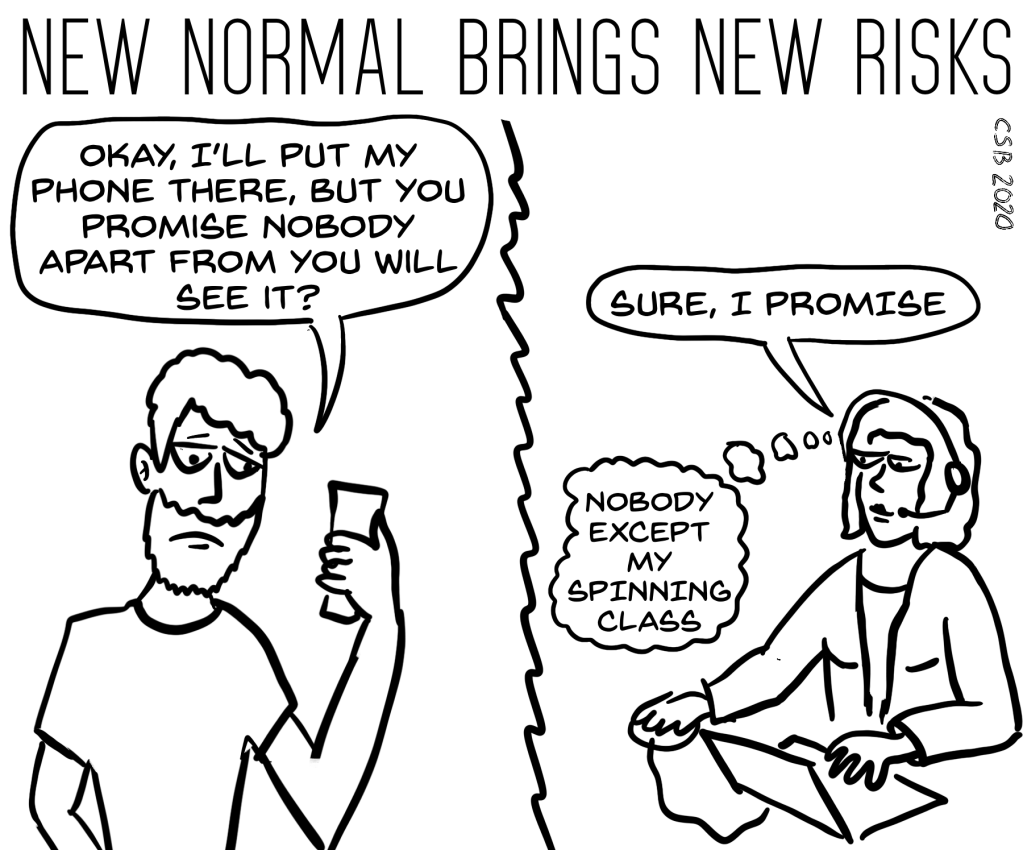 NEW NORMAL BRINGS NEW RISKS
CSB 2020
OKAY, I'LL PUT MY
PHONE THERE, BUT YOU
PROMISE NOBODY
APART FROM YOU WILL
SEE IT?
SURE, I PROMISE
NOBODY
EXCEPT
MY
SPINNING
CLASS